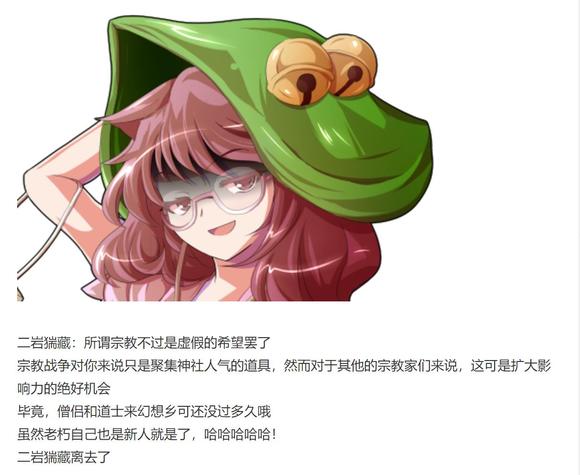 二岩猯藏：所谓宗教不过是虚假的希望罢了
宗教战争对你来说只是聚集神社人气的道具，然而对于其他的宗教家们来说，这可是扩大影
响力的绝好机会
毕竟，僧侣和道士来幻想乡可还没过多久哦
虽然老朽自己也是新人就是了，哈哈哈哈哈！
二岩猯藏离去了